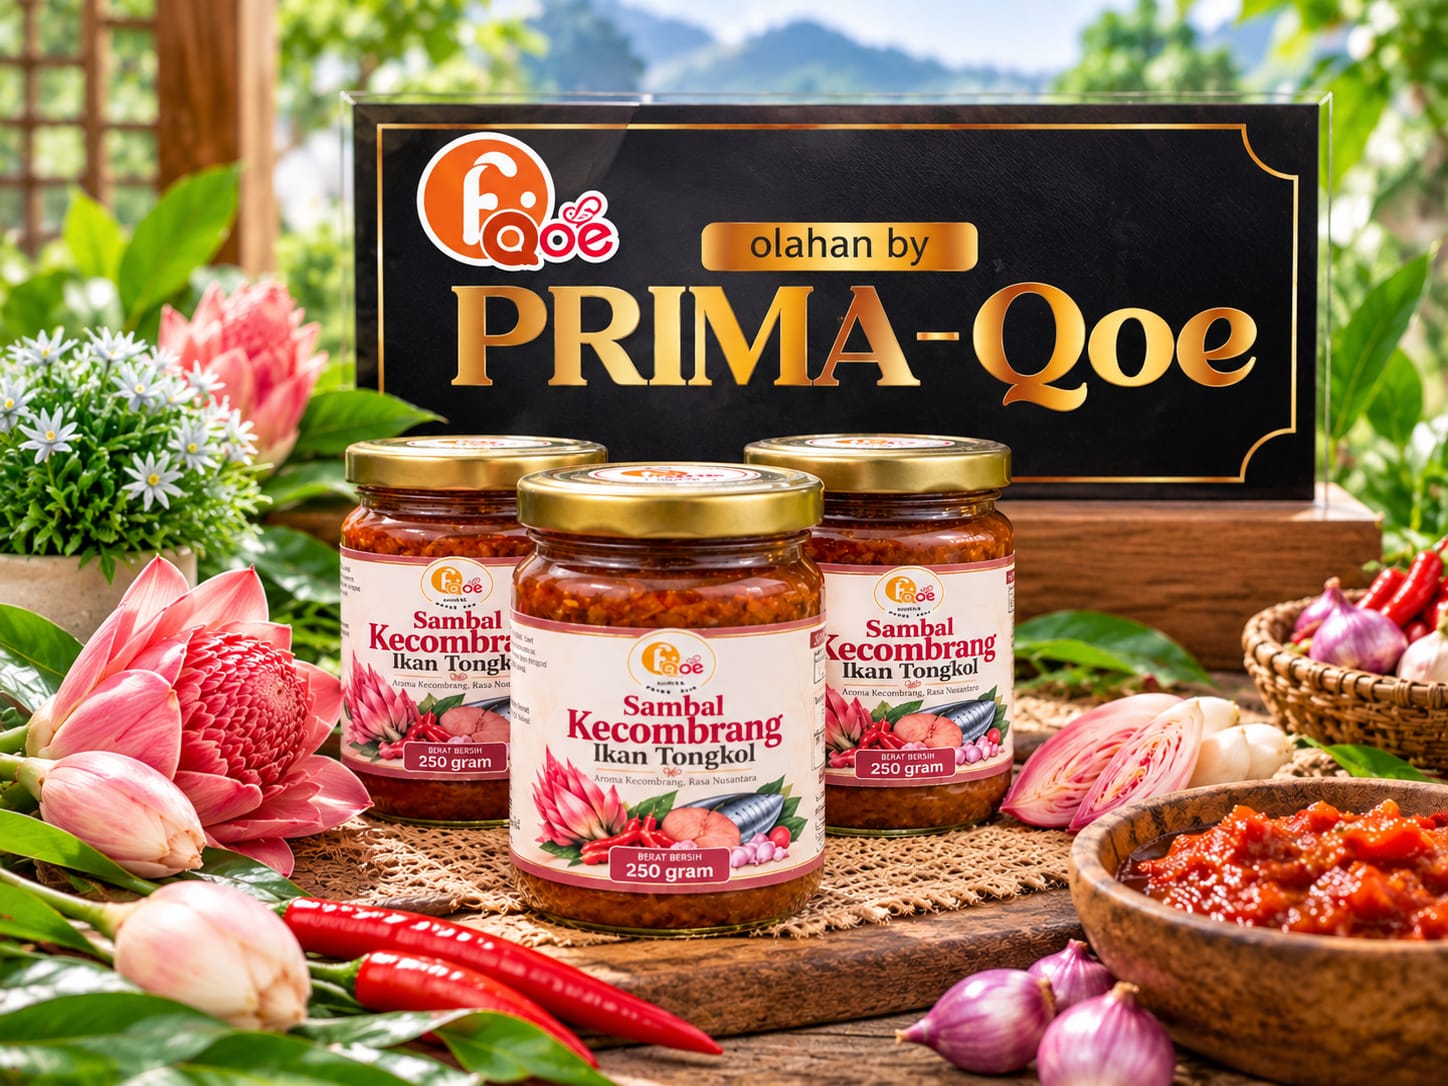 fQoe
olahan by
PRIMA-Qoe
fQoe
Sambal
Kecombrang
Ikan Tongkol
Aroma Kecombrang, Rasa Nusantara
BERAT BERSIH
250 gram
fQoe
Sambal
Ikan Tongkol
BERAT BERSIH
250 gram
fQoe
Sambal
Kecombrang
Ikan Tongkol
Aroma Kecombrang, Rasa Nusantara
BERAT BERSIH
250 gram